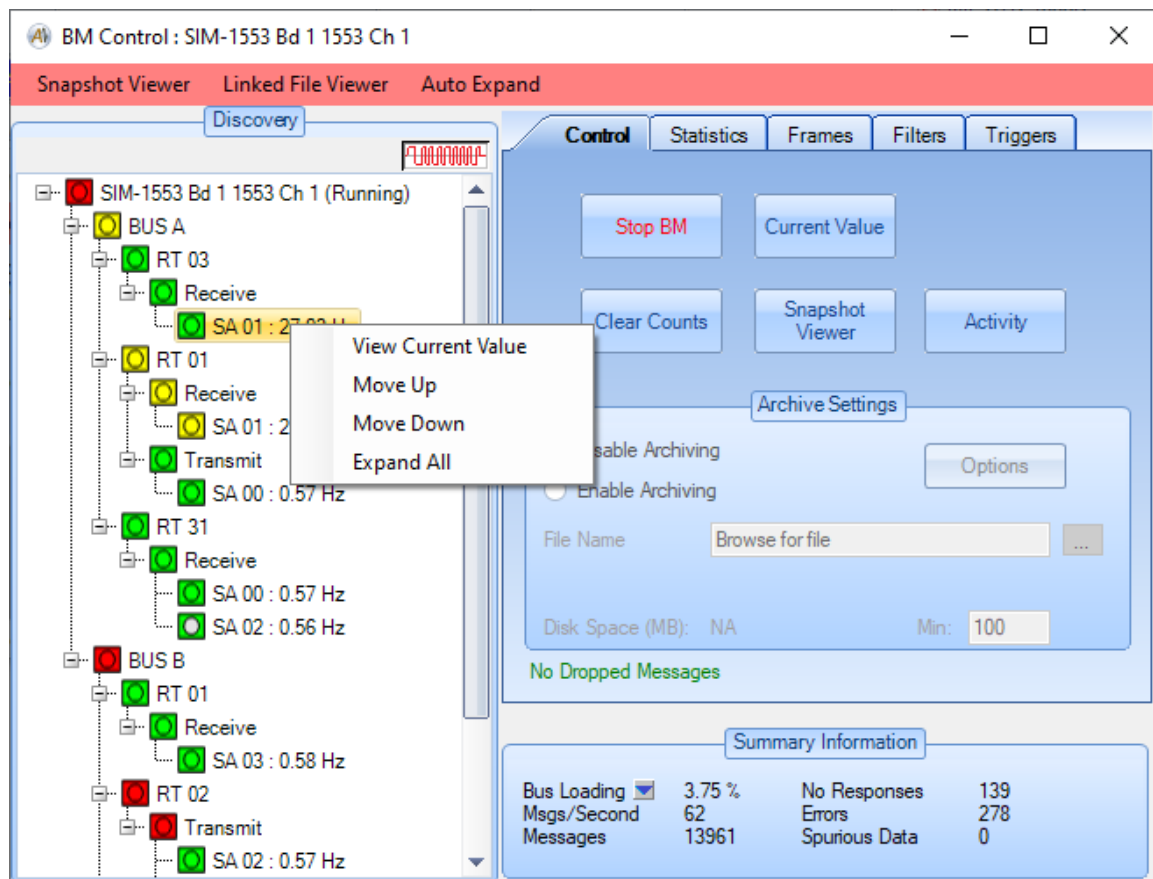 BM Control : SIM-1553 Bd 1 1553 Ch 1
Snapshot Viewer Linked File Viewer Auto Expand
Discovery
SIM-1553 Bd 1 1553 Ch 1 (Running)
BUS A
RT 03
Receive
SA 01 :
RT 01
Receive
SA 01 : 2
Transmit
SA 00 : 0.57 Hz
RT 31
Receive
SA 00 : 0.57 Hz
SA 02 : 0.56 Hz
BUS B
RT 01
Receive
SA 03 : 0.58 Hz
RT 02
Transmit
SA 02 : 0.57 Hz
View Current Value
Move Up
Move Down
Expand All
Control Statistics Frames Filters Triggers
Stop BM Current Value
Clear Counts Snapshot Viewer Activity
Archive Settings
sable Archiving Options
Enable Archiving
File Name Browse for file ...
Disk Space (MB): NA Min: 100
No Dropped Messages
Summary Information
Bus Loading 3.75 % No Responses 139
Msgs/Second 62 Errors 278
Messages 13961 Spurious Data 0